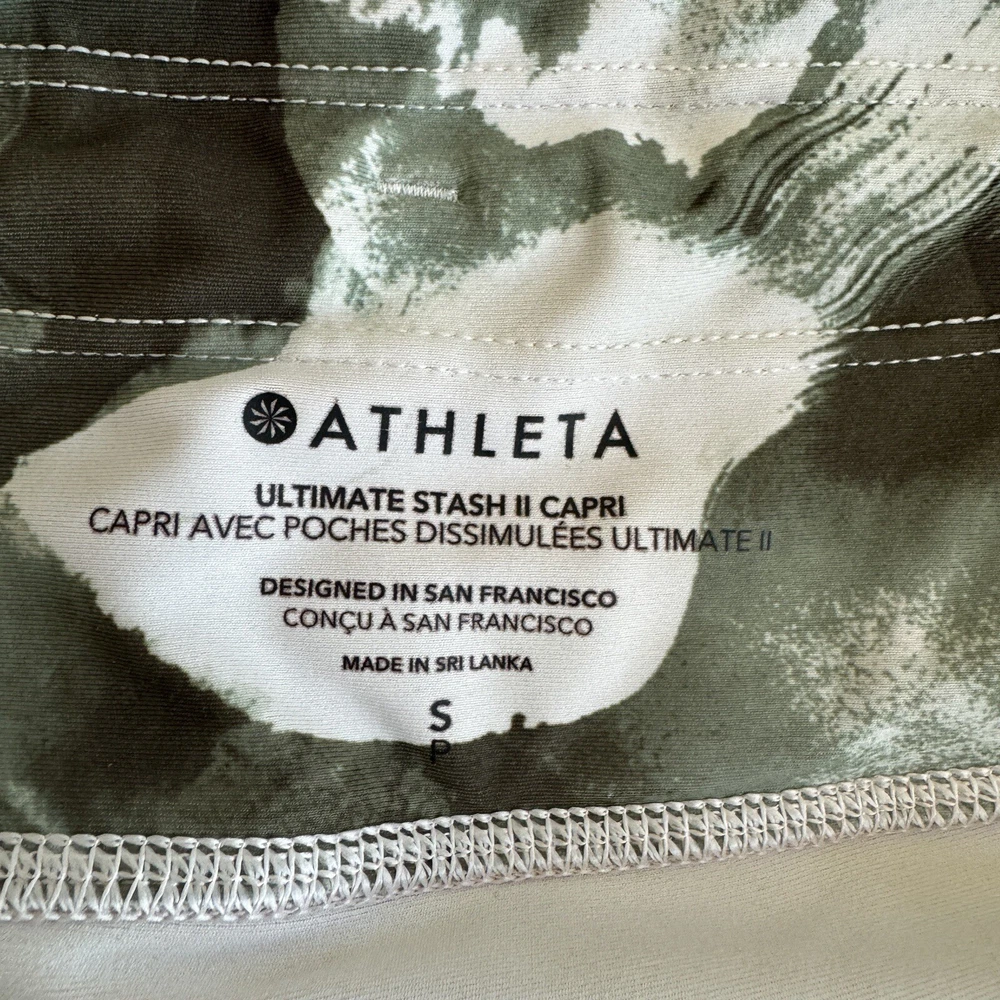 ATHLETA
ULTIMATE STASH II CAPRI
CAPRI AVEC POCHES DISSIMULÉES ULTIMATE II
DESIGNED IN SAN FRANCISCO
CONÇU À SAN FRANCISCO
MADE IN SRI LANKA
S
P